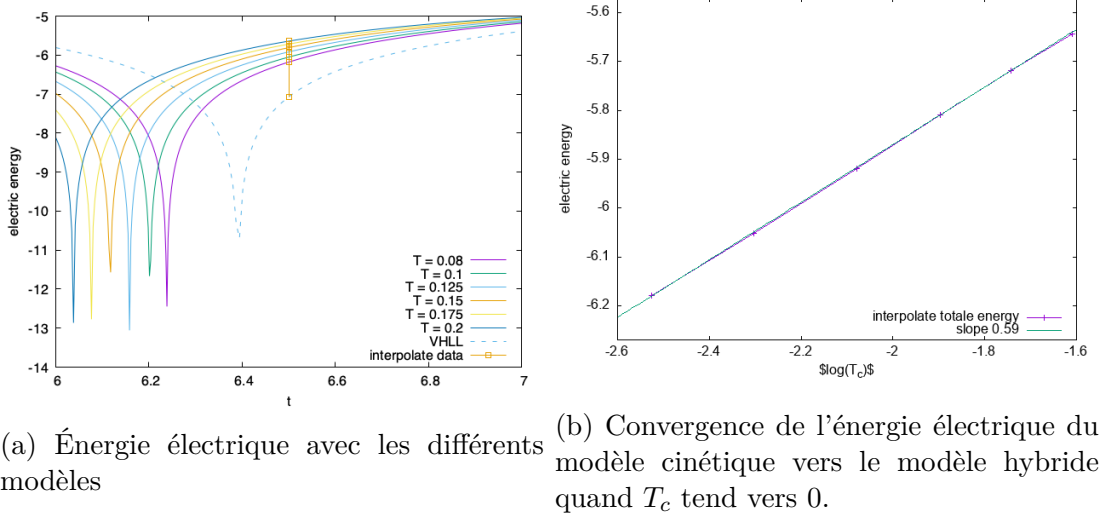 -5
-6
-7
-8
-9
-10
-11
-12
-13
-14
electric energy
6
6.2
6.4
6.6
6.8
7
t
T = 0.08
T = 0.1
T = 0.125
T = 0.15
T = 0.175
T = 0.2
VHLL
interpolate data
(a) Énergie électrique avec les différents
modèles
-5.6
-5.7
-5.8
-5.9
-6
-6.1
-6.2
electric energy
-2.6
-2.4
-2.2
-2
-1.8
-1.6
$log(T_c)$
interpolate totale energy
slope 0.59
(b) Convergence de l'énergie électrique du
modèle cinétique vers le modèle hybride
quand T_c tend vers 0.